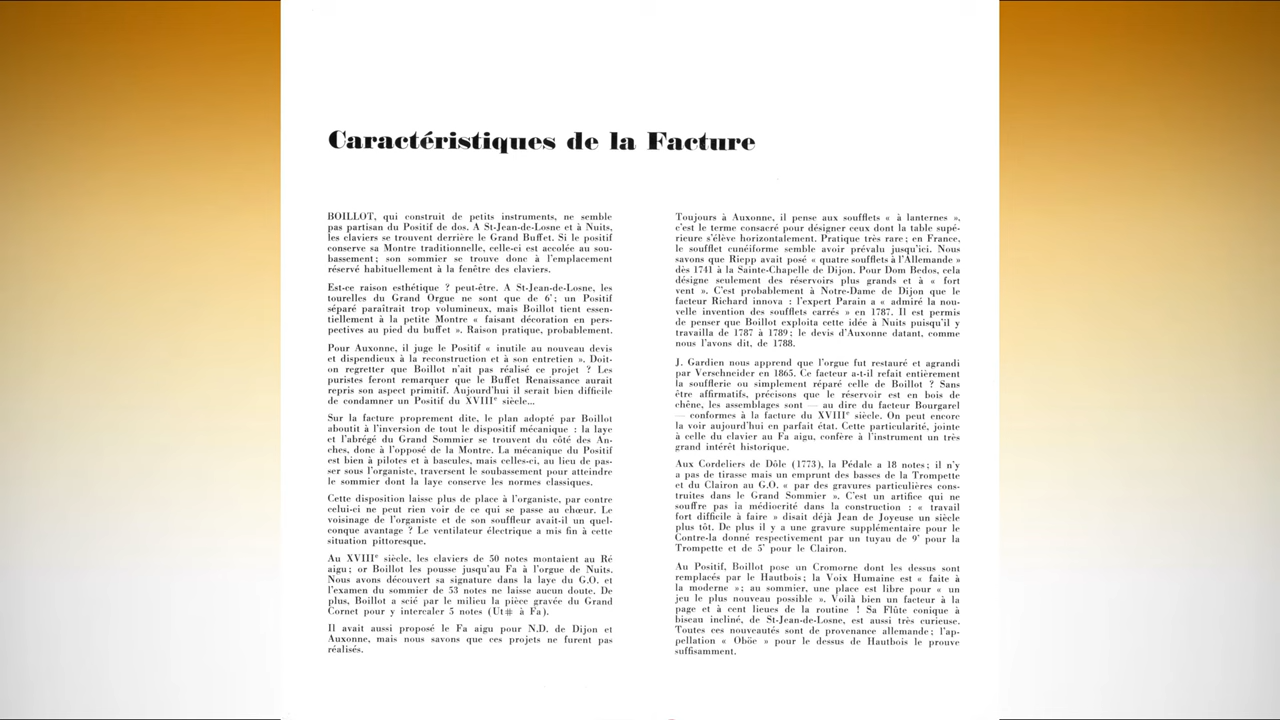 Caractéristiques de la Facture
BOILLOT, qui construit de petits instruments, ne semble
pas partisan du Positif de dos. A St-Jean-de-Losne et à Nuits,
les claviers se trouvent derrière le Grand Buffet. Si le positif
conserve sa Montre traditionnelle, celle-ci est accolée au sou-
bassement ; son sommier se trouve donc à l'emplacement
réservé habituellement à la fenêtre des claviers.
Est-ce raison esthétique ? peut-être. A St-Jean-de-Losne, les
tourelles du Grand Orgue ne sont que de 6' ; un Positif
séparé paraîtrait trop volumineux, mais Boillot tient essen-
tiellement à la petite Montre « faisant décoration en pers-
pectives au pied du buffet ». Raison pratique, probablement.
Pour Auxonne, il juge le Positif « inutile au nouveau devis
et dispendieux à la reconstruction et à son entretien ». Doit-
on regretter que Boillot n'ait pas réalisé ce projet ? Les
puristes feront remarquer que le Buffet Renaissance aurait
repris son aspect primitif. Aujourd'hui il serait bien difficile
de condamner un Positif du XVIIIe siècle...
Sur la facture proprement dite, le plan adopté par Boillot
aboutit à l'inversion de tout le dispositif mécanique : la laye
et l'abrégé du Grand Sommier se trouvent du côté des An-
ches, donc à l'opposé de la Montre. La mécanique du Positif
est bien à pilotes et à bascules, mais celles-ci, au lieu de pas-
ser sous l'organiste, traversent le soubassement pour atteindre
le sommier dont la laye conserve les normes classiques.
Cette disposition laisse plus de place à l'organiste, par contre
celui-ci ne peut rien voir de ce qui se passe au chœur. Le
voisinage de l'organiste et de son souffleur avait-il un quel-
conque avantage ? Le ventilateur électrique a mis fin à cette
situation pittoresque.
Au XVIIIe siècle, les claviers de 50 notes montaient au Ré
aigu ; or Boillot les pousse jusqu'au Fa à l'orgue de Nuits.
Nous avons découvert sa signature dans la laye du G.O. et
l'examen du sommier de 53 notes ne laisse aucun doute. De
plus, Boillot a scié par le milieu la pièce gravée du Grand
Cornet pour y intercaler 5 notes (Ut# à Fa).
Il avait aussi proposé le Fa aigu pour N.D. de Dijon et
Auxonne, mais nous savons que ces projets ne furent pas
réalisés.
Toujours à Auxonne, il pense aux soufflets « à lanternes »,
c'est le terme consacré pour désigner ceux dont la table supé-
rieure s'élève horizontalement. Pratique très rare ; en France,
le soufflet cunéiforme semble avoir prévalu jusqu'ici. Nous
savons que Riepp avait posé « quatre soufflets à l'Allemande »
dès 1741 à la Sainte-Chapelle de Dijon. Pour Dom Bedos, cela
désigne seulement des réservoirs plus grands et à « fort
vent ». C'est probablement à Notre-Dame de Dijon que le
facteur Richard innova : l'expert Parain a « admiré la nou-
velle invention des soufflets carrés » en 1787. Il est permis
de penser que Boillot exploita cette idée à Nuits puisqu'il y
travailla de 1787 à 1789 ; le devis d'Auxonne datant, comme
nous l'avons dit, de 1788.
J. Gardien nous apprend que l'orgue fut restauré et agrandi
par Verschneider en 1865. Ce facteur a-t-il refait entièrement
la soufflerie ou simplement réparé celle de Boillot ? Sans
être affirmatifs, précisons que le réservoir est en bois de
chêne, les assemblages sont — au dire du facteur Bourgarel
— conformes à la facture du XVIIIe siècle. On peut encore
la voir aujourd'hui en parfait état. Cette particularité, jointe
à celle du clavier au Fa aigu, confère à l'instrument un très
grand intérêt historique.
Aux Cordeliers de Dôle (1773), la Pédale a 18 notes ; il n'y
a pas de tirasse mais un emprunt des basses de la Trompette
et du Clairon au G.O. « par des gravures particulières cons-
truites dans le Grand Sommier ». C'est un artifice qui ne
souffre pas la médiocrité dans la construction : « travail
fort difficile à faire » disait déjà Jean de Joyeuse un siècle
plus tôt. De plus il y a une gravure supplémentaire pour le
Contre-la donné respectivement par un tuyau de 9' pour la
Trompette et de 5' pour le Clairon.
Au Positif, Boillot pose un Cromorne dont les dessus sont
remplacés par le Hautbois ; la Voix Humaine est « faite à
la moderne » ; au sommier, une place est libre pour « un
jeu le plus nouveau possible ». Voilà bien un facteur à la
page et à cent lieues de la routine ! Sa Flûte conique à
biseau incliné, de St-Jean-de-Losne, est aussi très curieuse.
Toutes ces nouveautés sont de provenance allemande ; l'ap-
pellation « Oböe » pour le dessus de Hautbois le prouve
suffisamment.